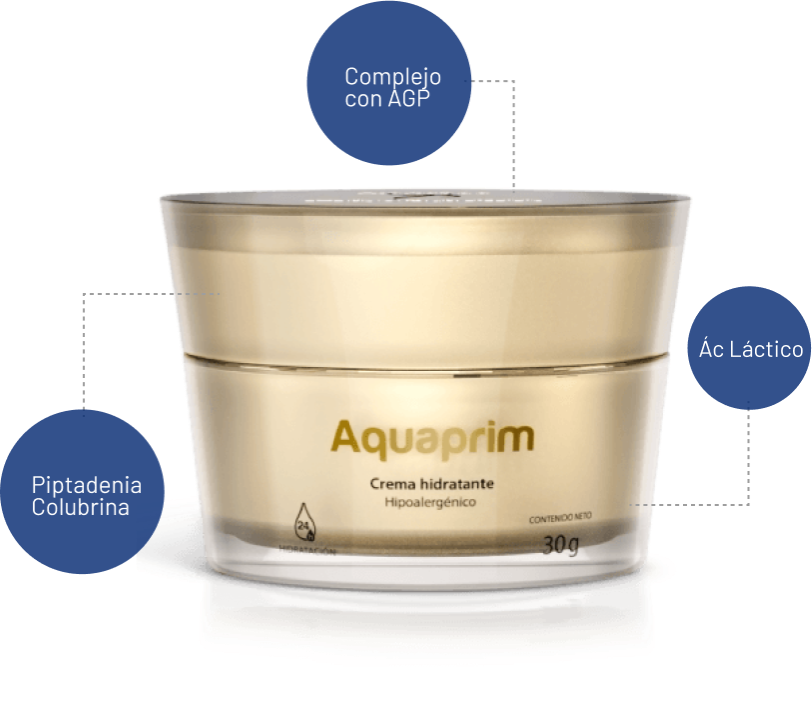 Complejo
con AGP
Ác Láctico
Piptadenia
Colubrina
Aquaprim
Crema hidratante
Hipoalergénico
24
HIDRATACIÓN
CONTENIDO NETO
30g